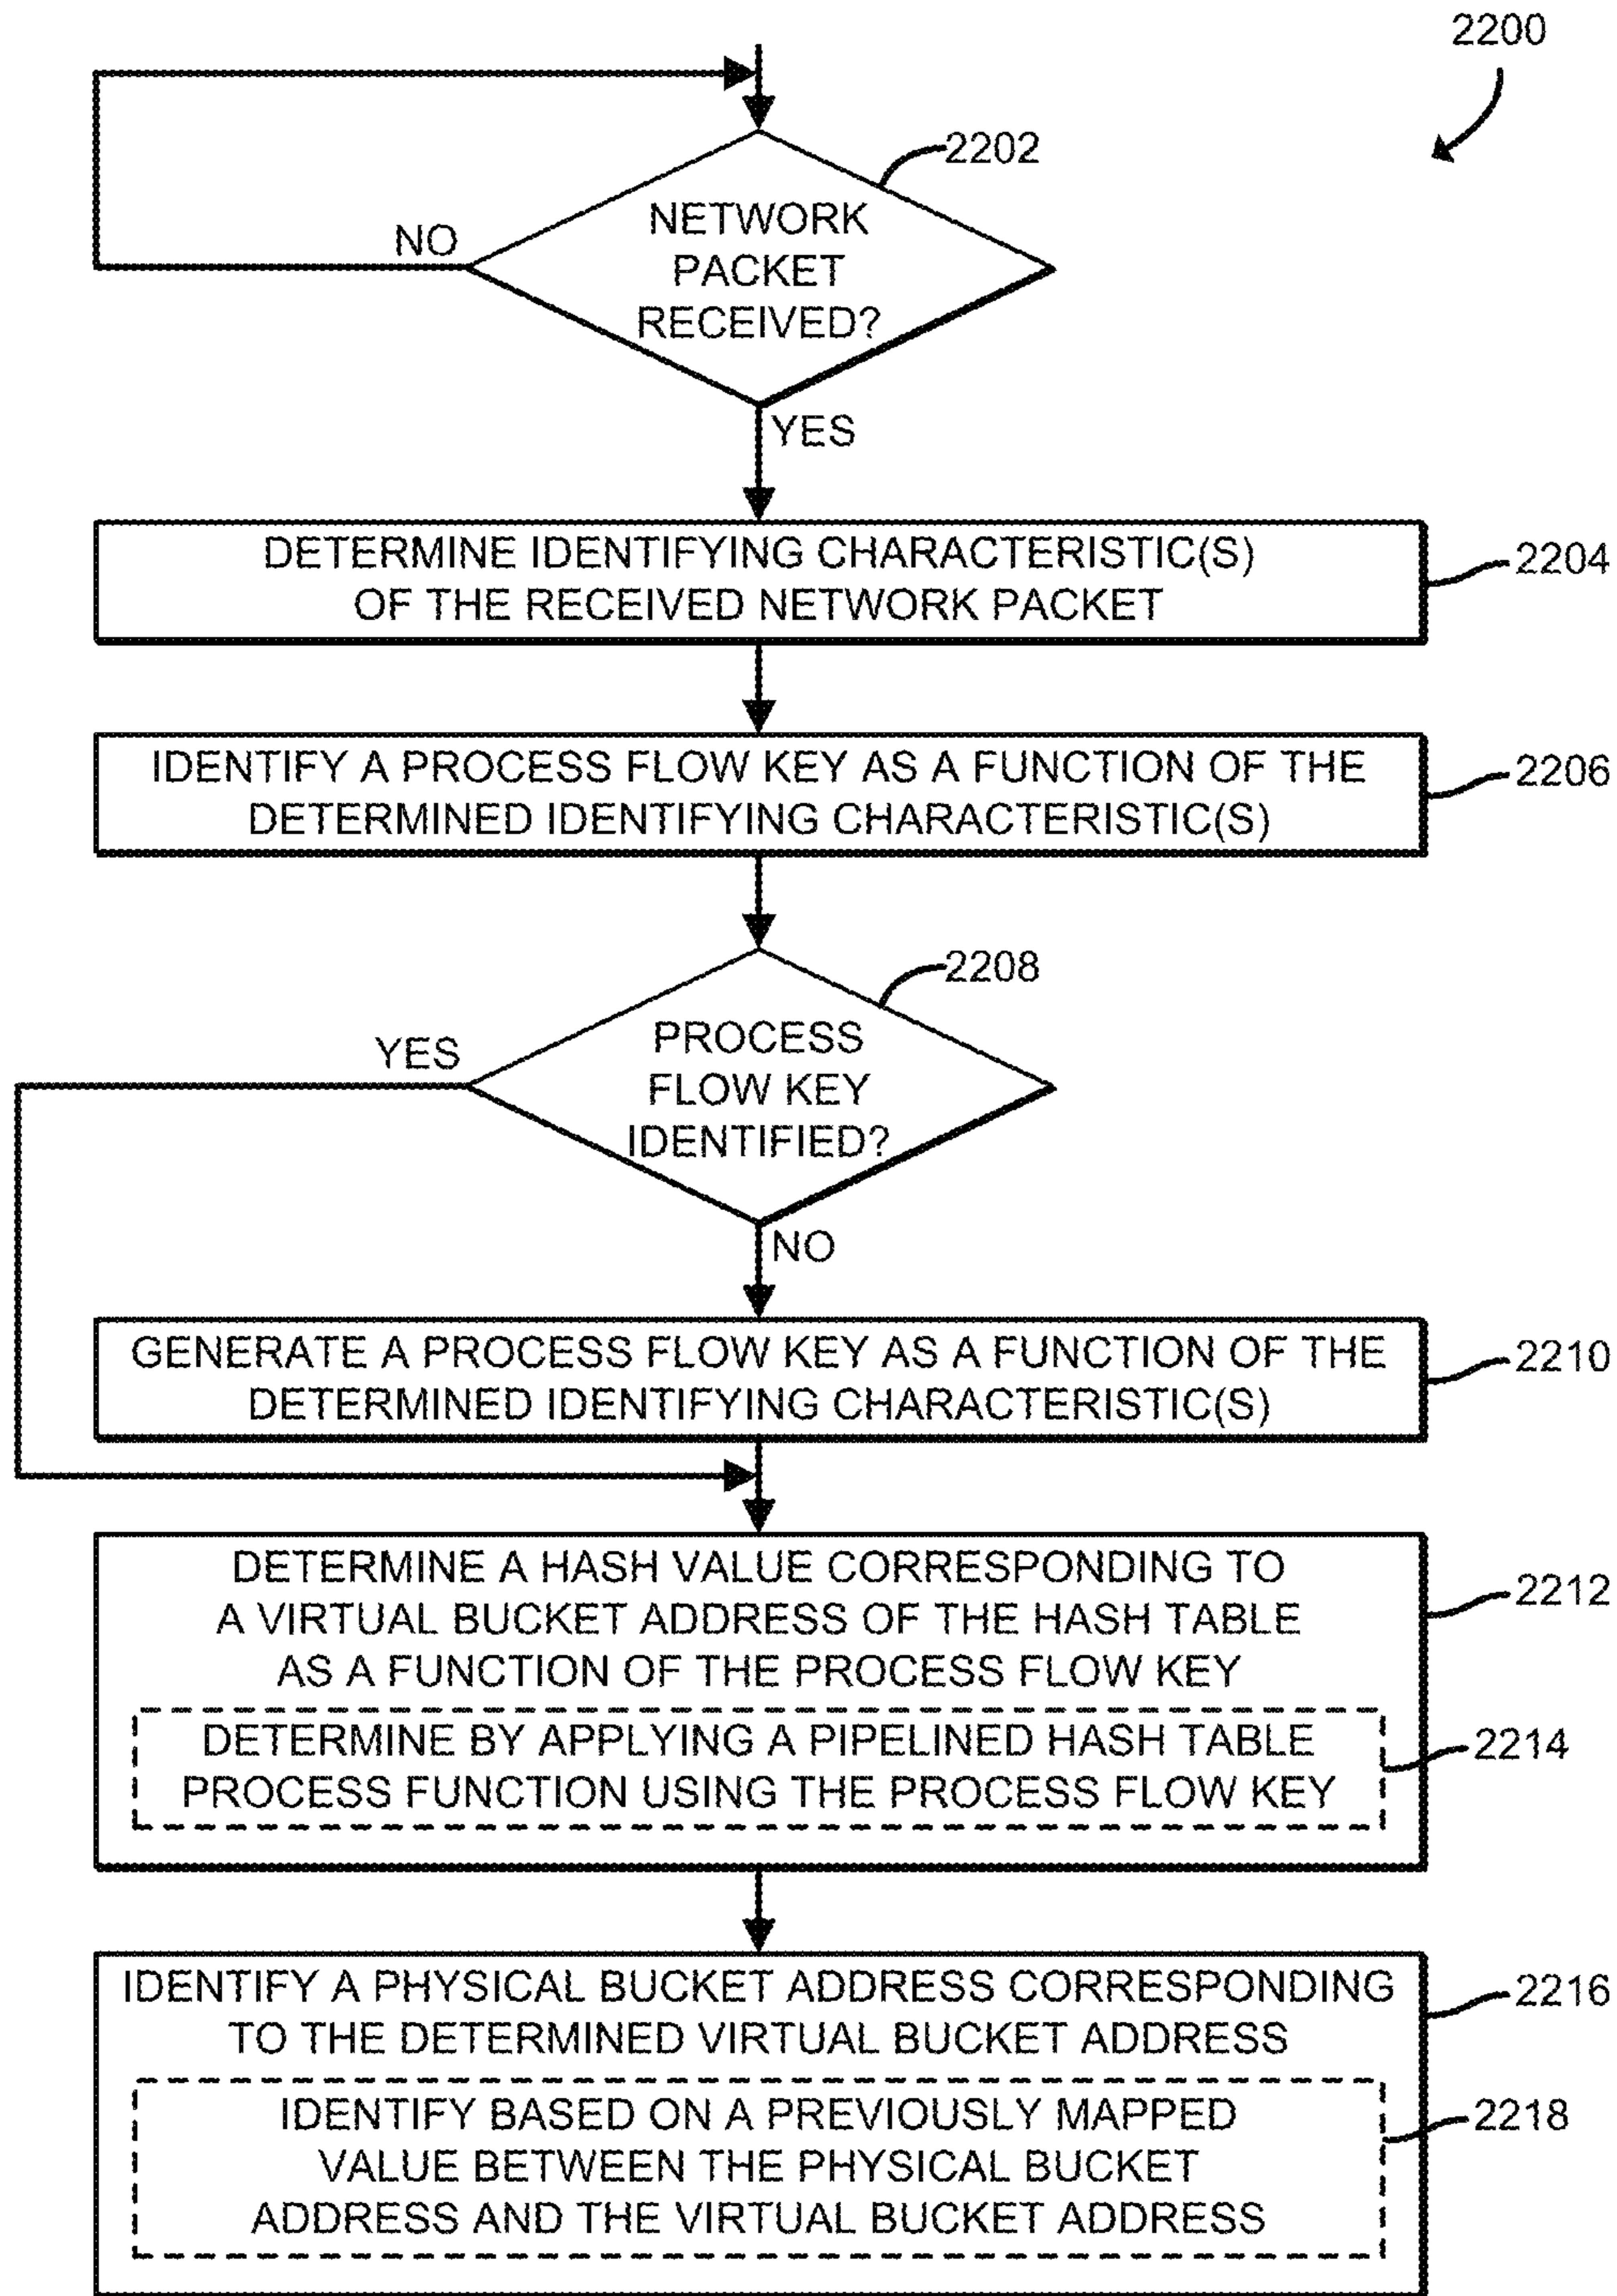 2200
2202
NETWORK
PACKET
RECEIVED?
NO
YES
DETERMINE IDENTIFYING CHARACTERISTIC(S)
OF THE RECEIVED NETWORK PACKET
2204
IDENTIFY A PROCESS FLOW KEY AS A FUNCTION OF THE
DETERMINED IDENTIFYING CHARACTERISTIC(S)
2206
2208
PROCESS
FLOW KEY
IDENTIFIED?
YES
NO
GENERATE A PROCESS FLOW KEY AS A FUNCTION OF THE
DETERMINED IDENTIFYING CHARACTERISTIC(S)
2210
DETERMINE A HASH VALUE CORRESPONDING TO
A VIRTUAL BUCKET ADDRESS OF THE HASH TABLE
AS A FUNCTION OF THE PROCESS FLOW KEY
2212
DETERMINE BY APPLYING A PIPELINED HASH TABLE
PROCESS FUNCTION USING THE PROCESS FLOW KEY
2214
IDENTIFY A PHYSICAL BUCKET ADDRESS CORRESPONDING
TO THE DETERMINED VIRTUAL BUCKET ADDRESS
2216
IDENTIFY BASED ON A PREVIOUSLY MAPPED
VALUE BETWEEN THE PHYSICAL BUCKET
ADDRESS AND THE VIRTUAL BUCKET ADDRESS
2218